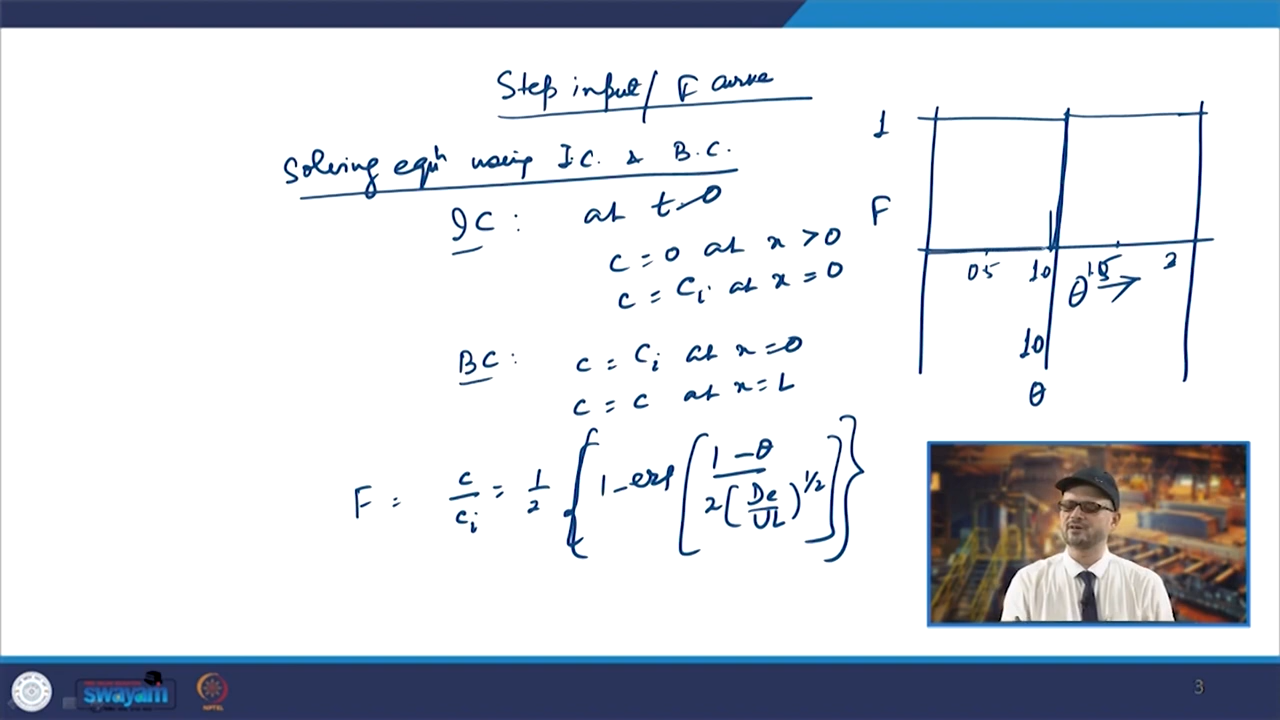 Step input / F curve
Solving eqn using I.C. & B.C.
IC : at t=0
c = 0 at x > 0
c = Ci at x = 0
BC : c = Ci at x = 0
c = c at x = L
F = c/ci = 1/2 { 1 - erf [ (1 - θ) / 2 (De/UL)^1/2 ] }
1
F
0.5 1.0 1.5 2
θ →
10
θ
swayam
NPTEL
3